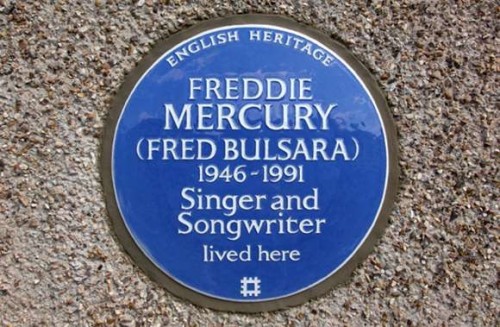 ENGLISH HERITAGE
FREDDIE
MERCURY
(FRED BULSARA)
1946-1991
Singer and
Songwriter
lived here